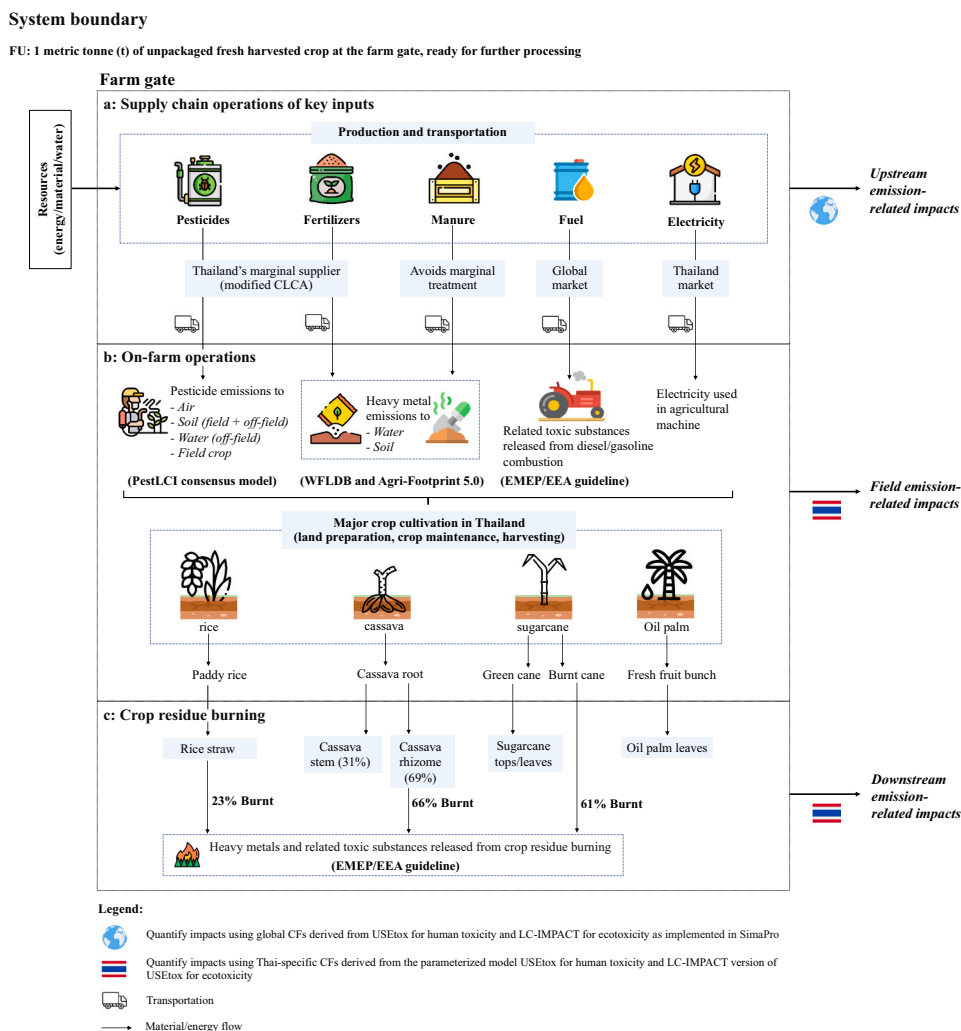 System boundary
FU: 1 metric tonne (t) of unpackaged fresh harvested crop at the farm gate, ready for further processing
Farm gate
a: Supply chain operations of key inputs
Resources
(energy/material/water)
Production and transportation
Pesticides
Fertilizers
Manure
Fuel
Electricity
Upstream
emission-
related impacts
Thailand's marginal supplier
(modified CLCA)
Avoids marginal
treatment
Global
market
Thailand
market
b: On-farm operations
Pesticide emissions to
- Air
- Soil (field + off-field)
- Water (off-field)
- Field crop
(PestLCI consensus model)
Heavy metal
emissions to
- Water
- Soil
(WFLDB and Agri-Footprint 5.0)
Related toxic substances
released from diesel/gasoline
combustion
(EMEP/EEA guideline)
Electricity used
in agricultural
machine
Field emission-
related impacts
Major crop cultivation in Thailand
(land preparation, crop maintenance, harvesting)
rice
cassava
sugarcane
Oil palm
Paddy rice
Cassava root
Green cane
Burnt cane
Fresh fruit bunch
c: Crop residue burning
Rice straw
Cassava
stem (31%)
Cassava
rhizome
(69%)
Sugarcane
tops/leaves
Oil palm leaves
23% Burnt
66% Burnt
61% Burnt
Downstream
emission-
related impacts
Heavy metals and related toxic substances released from crop residue burning
(EMEP/EEA guideline)
Legend:
Quantify impacts using global CFs derived from USEtox for human toxicity and LC-IMPACT for ecotoxicity as implemented in SimaPro
Quantify impacts using Thai-specific CFs derived from the parameterized model USEtox for human toxicity and LC-IMPACT version of
USEtox for ecotoxicity
Transportation
Material/energy flow